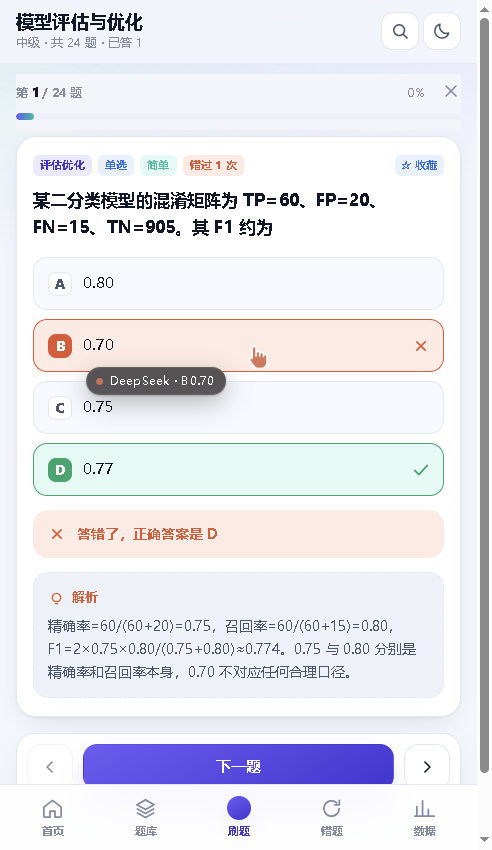 模型评估与优化
中级 · 共 24 题 · 已答 1
第 1 / 24 题
0%
评估优化
单选
简单
错过 1 次
☆ 收藏
某二分类模型的混淆矩阵为 TP=60、FP=20、
FN=15、TN=905。其 F1 约为
A 0.80
B 0.70
DeepSeek · B 0.70
C 0.75
D 0.77
答错了，正确答案是 D
解析
精确率=60/(60+20)=0.75，召回率=60/(60+15)=0.80，
F1=2×0.75×0.80/(0.75+0.80)≈0.774。0.75 与 0.80 分别是
精确率和召回率本身，0.70 不对应任何合理口径。
下一题
首页
题库
刷题
错题
数据